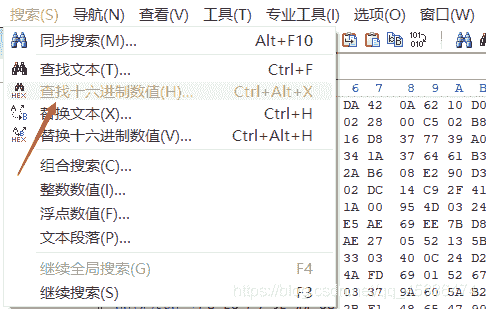 搜索(S) 导航(N) 查看(V) 工具(T) 专业工具(I) 选项(O) 窗口(W)
同步搜索(M)... Alt+F10
查找文本(T)... Ctrl+F
查找十六进制数值(H)... Ctrl+Alt+X
替换文本(X)... Ctrl+H
替换十六进制数值(V)... Ctrl+Alt+H
组合搜索(C)...
整数数值(I)...
浮点数值(F)...
文本段落(P)...
继续全局搜索(G) F4
继续搜索(S) F3
6 7 8 9 A B C D
DA 42 0A 62 10 D0
02 28 00 C5 02 B8
16 D8 37 77 39 A0
34 1A 37 64 61 B3
2A B6 08 E2 90 D3
02 DC 14 C9 2F 41
1A 00 95 4D 03 24
E5 AE 69 EE 7B D8
AE 27 05 52 13 5B
33 03 40 0C 24 D2
4A FD 69 01 52 67